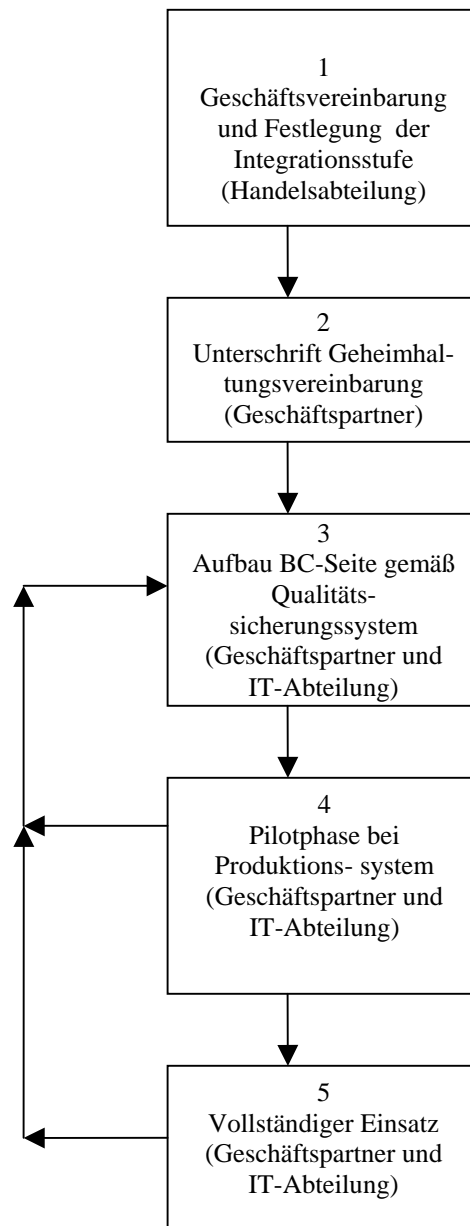 1
Geschäftsvereinbarung
und Festlegung der
Integrationsstufe
(Handelsabteilung)
2
Unterschrift Geheimhal-
tungsvereinbarung
(Geschäftspartner)
3
Aufbau BC-Seite gemäß
Qualitäts-
sicherungssystem
(Geschäftspartner und
IT-Abteilung)
4
Pilotphase bei
Produktions- system
(Geschäftspartner und
IT-Abteilung)
5
Vollständiger Einsatz
(Geschäftspartner und
IT-Abteilung)